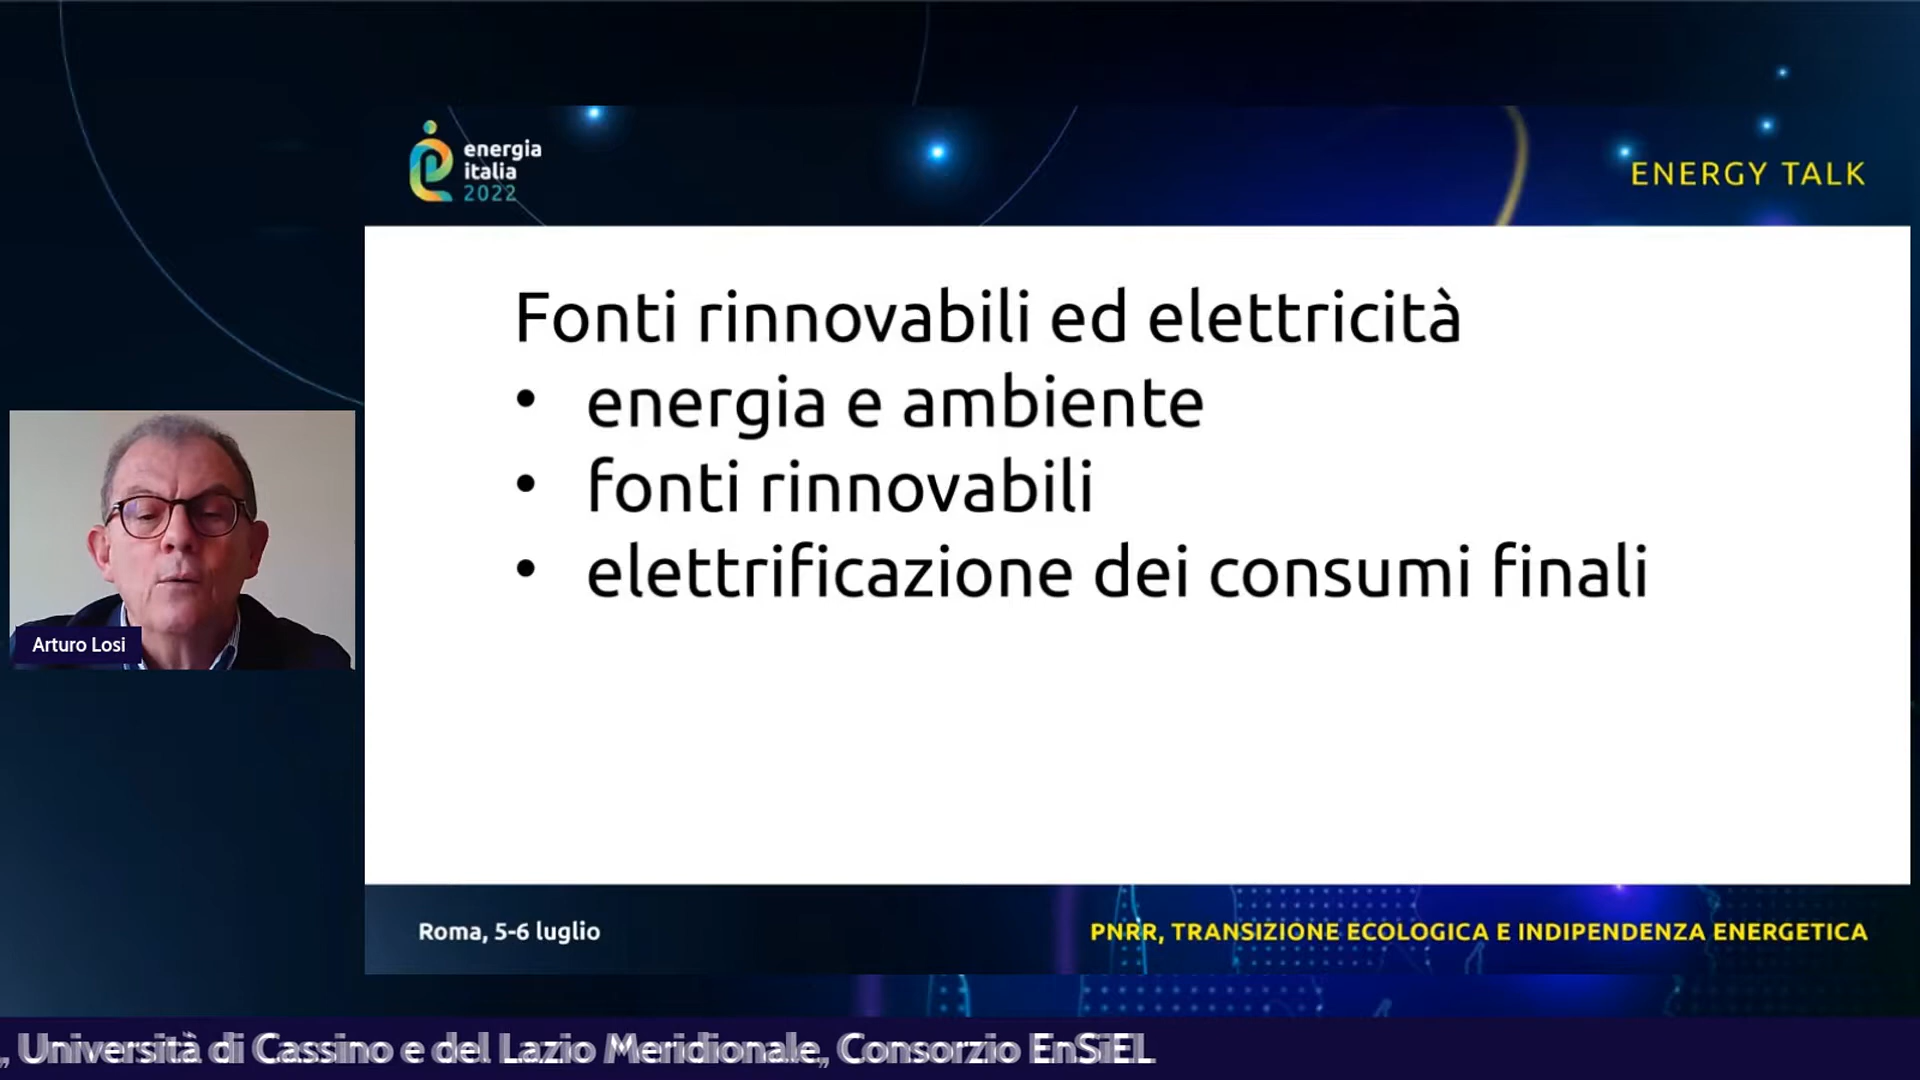 energia
italia
2022
ENERGY TALK
Fonti rinnovabili ed elettricità
• energia e ambiente
• fonti rinnovabili
• elettrificazione dei consumi finali
Arturo Losi
Roma, 5-6 luglio
PNRR, TRANSIZIONE ECOLOGICA E INDIPENDENZA ENERGETICA
, Università di Cassino e del Lazio Meridionale, Consorzio EnSiEL